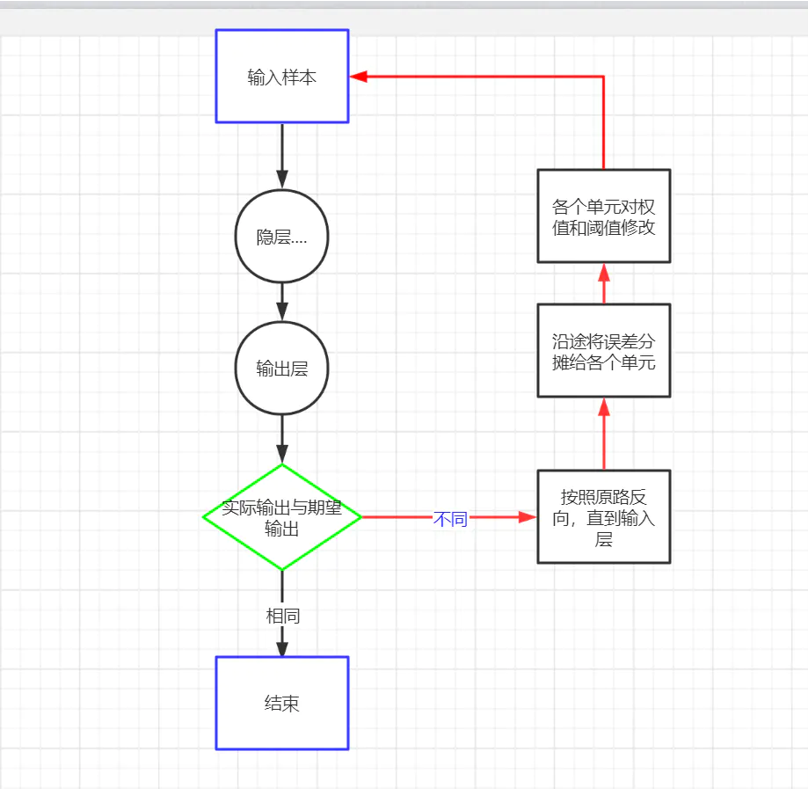 输入样本
隐层....
输出层
实际输出与期望
输出
不同
相同
结束
各个单元对权
值和阈值修改
沿途将误差分
摊给各个单元
按照原路反
向，直到输入
层